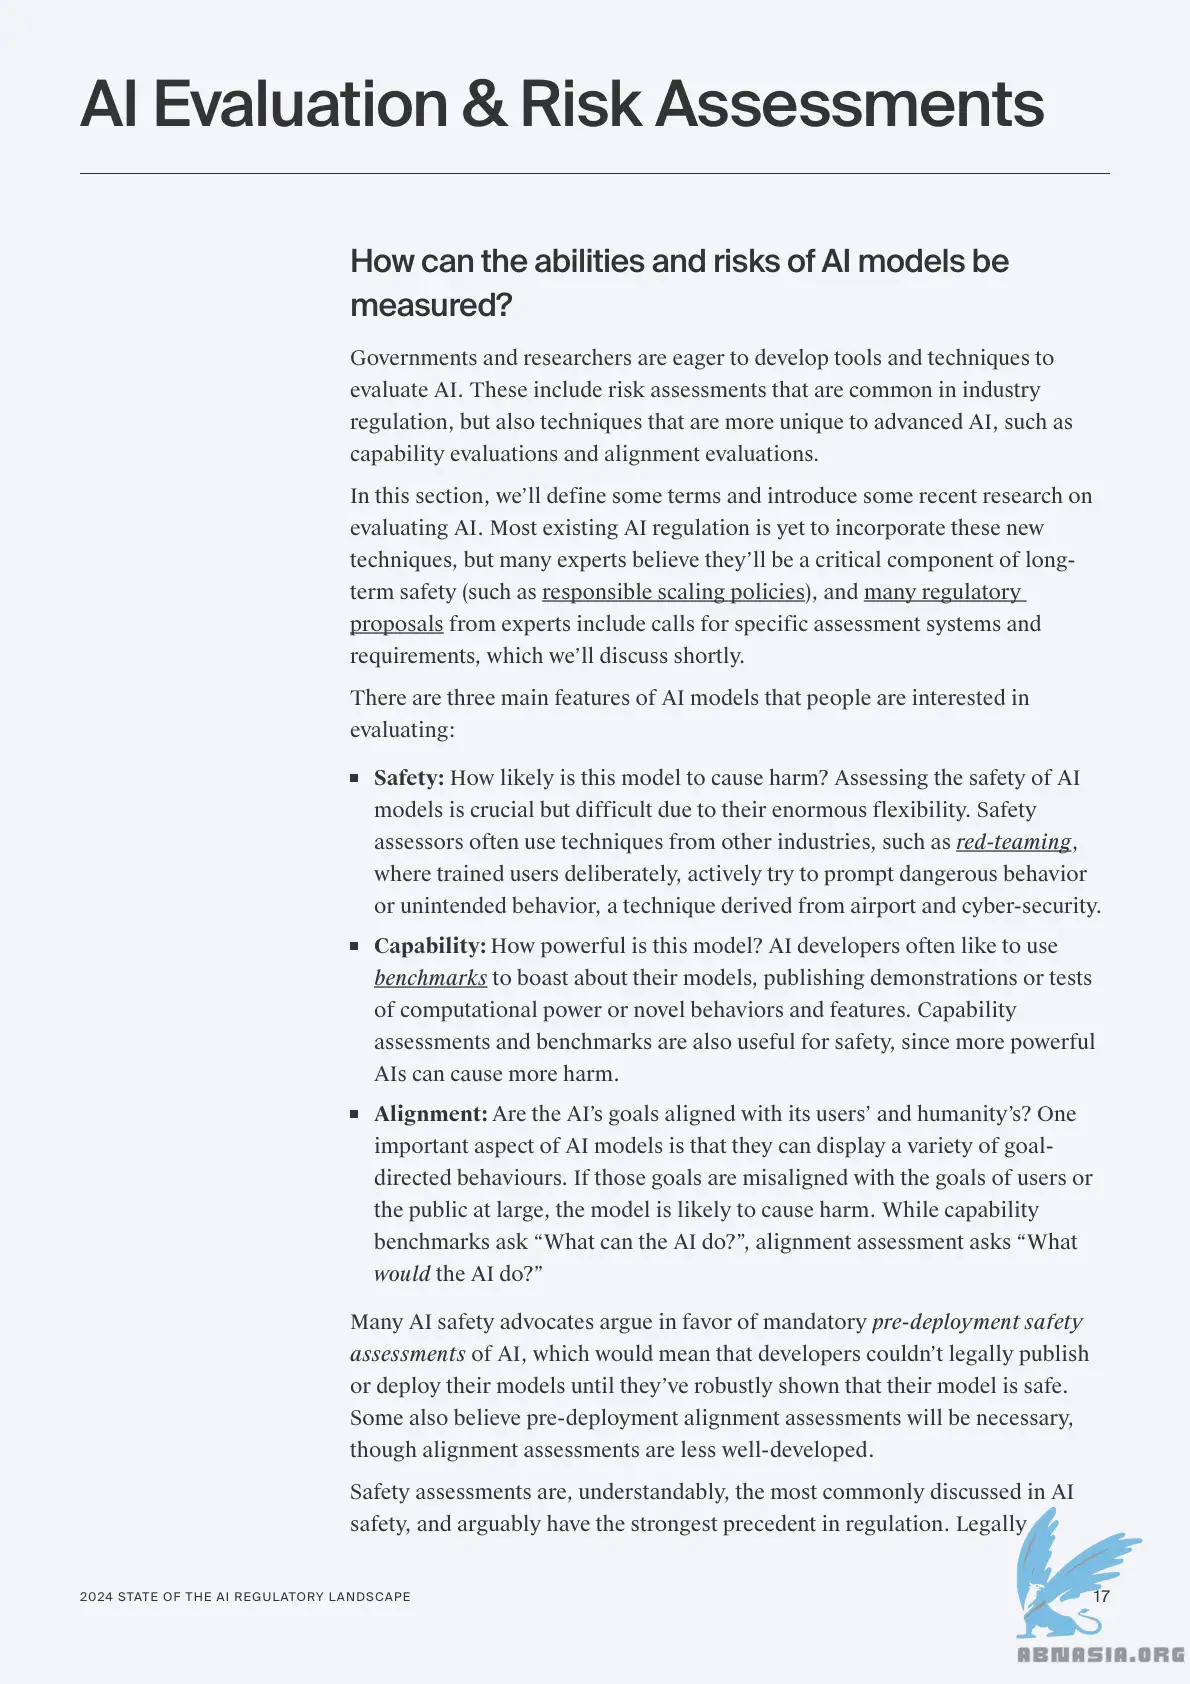 AI Evaluation & Risk Assessments
How can the abilities and risks of AI models be
measured?
Governments and researchers are eager to develop tools and techniques to
evaluate AI. These include risk assessments that are common in industry
regulation, but also techniques that are more unique to advanced AI, such as
capability evaluations and alignment evaluations.
In this section, we’ll define some terms and introduce some recent research on
evaluating AI. Most existing AI regulation is yet to incorporate these new
techniques, but many experts believe they’ll be a critical component of long-
term safety (such as responsible scaling policies), and many regulatory
proposals from experts include calls for specific assessment systems and
requirements, which we’ll discuss shortly.
There are three main features of AI models that people are interested in
evaluating:
▪ Safety: How likely is this model to cause harm? Assessing the safety of AI
models is crucial but difficult due to their enormous flexibility. Safety
assessors often use techniques from other industries, such as red-teaming,
where trained users deliberately, actively try to prompt dangerous behavior
or unintended behavior, a technique derived from airport and cyber-security.
▪ Capability: How powerful is this model? AI developers often like to use
benchmarks to boast about their models, publishing demonstrations or tests
of computational power or novel behaviors and features. Capability
assessments and benchmarks are also useful for safety, since more powerful
AIs can cause more harm.
▪ Alignment: Are the AI’s goals aligned with its users’ and humanity’s? One
important aspect of AI models is that they can display a variety of goal-
directed behaviours. If those goals are misaligned with the goals of users or
the public at large, the model is likely to cause harm. While capability
benchmarks ask “What can the AI do?”, alignment assessment asks “What
would the AI do?”
Many AI safety advocates argue in favor of mandatory pre-deployment safety
assessments of AI, which would mean that developers couldn’t legally publish
or deploy their models until they’ve robustly shown that their model is safe.
Some also believe pre-deployment alignment assessments will be necessary,
though alignment assessments are less well-developed.
Safety assessments are, understandably, the most commonly discussed in AI
safety, and arguably have the strongest precedent in regulation. Legally
2024 STATE OF THE AI REGULATORY LANDSCAPE
17
ABNASIA.ORG